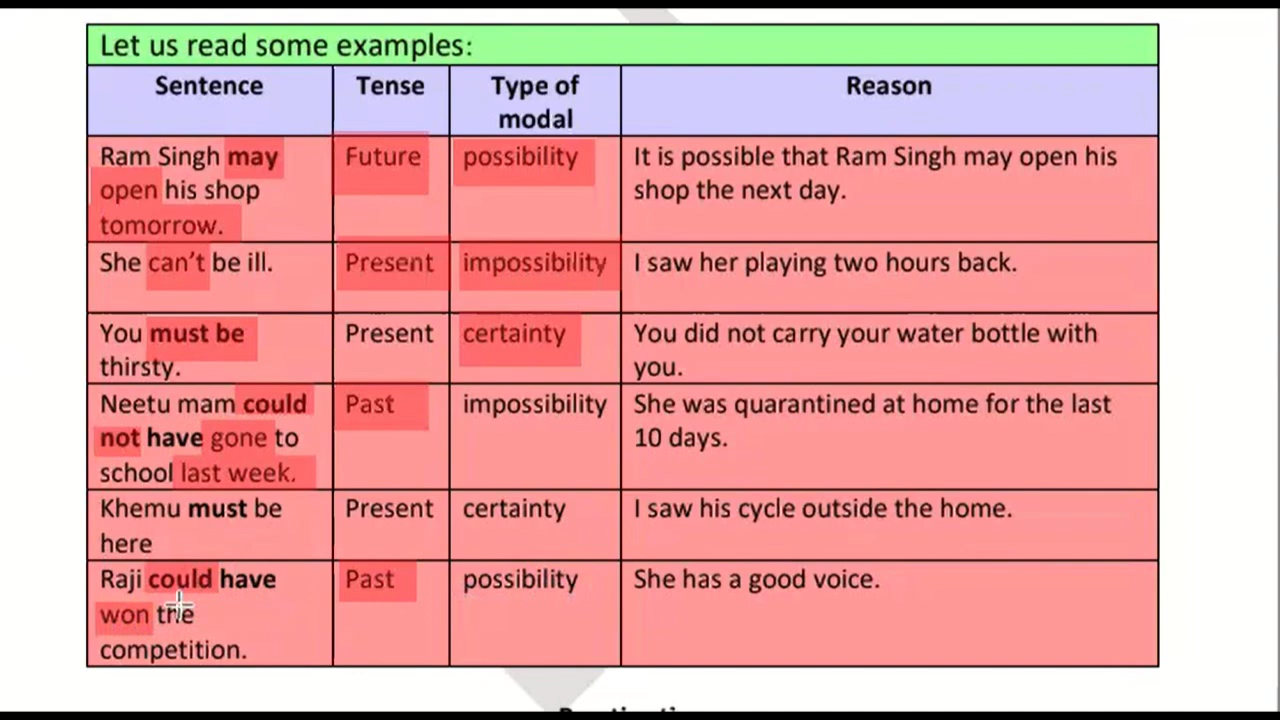 Let us read some examples:
Sentence Tense Type of modal Reason
Ram Singh may open his shop tomorrow. Future possibility It is possible that Ram Singh may open his shop the next day.
She can't be ill. Present impossibility I saw her playing two hours back.
You must be thirsty. Present certainty You did not carry your water bottle with you.
Neetu mam could not have gone to school last week. Past impossibility She was quarantined at home for the last 10 days.
Khemu must be here Present certainty I saw his cycle outside the home.
Raji could have won the competition. Past possibility She has a good voice.